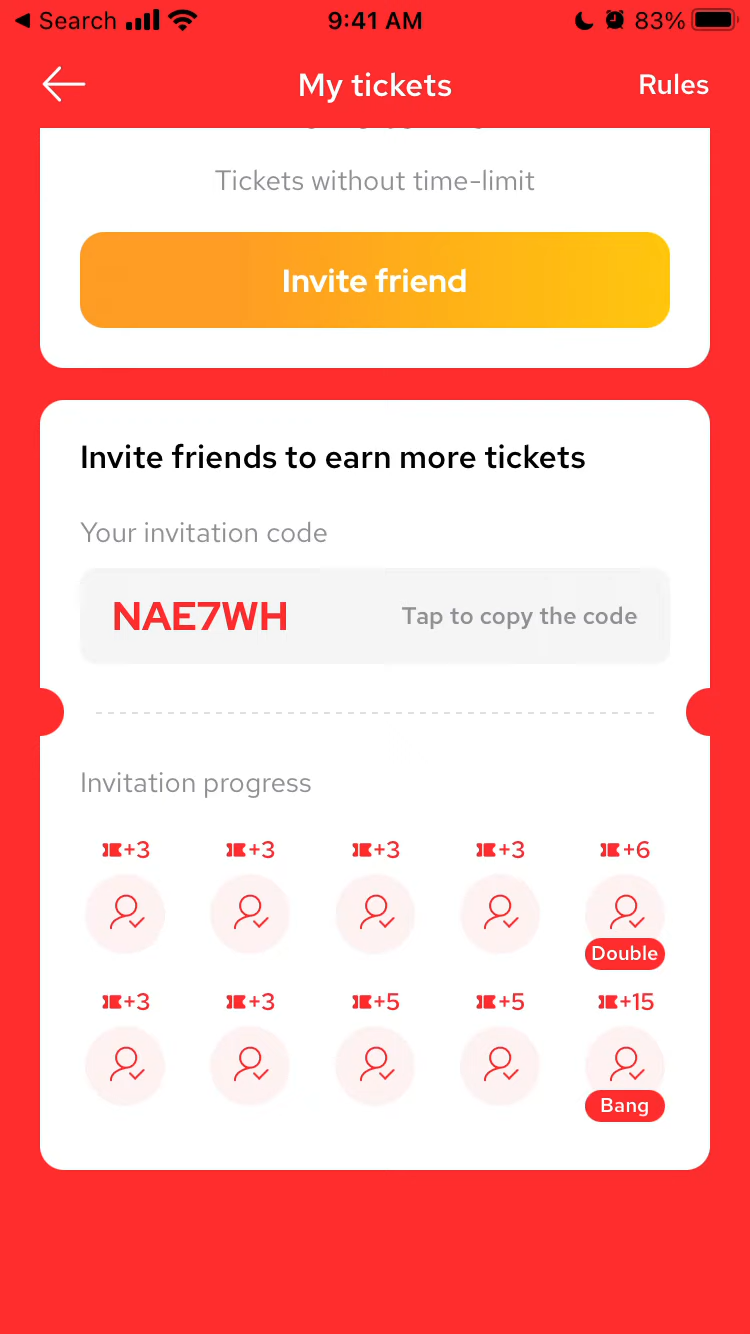 Search 9:41 AM 83%
My tickets Rules
Tickets without time-limit
Invite friend
Invite friends to earn more tickets
Your invitation code
NAE7WH Tap to copy the code
Invitation progress
+3 +3 +3 +3 +6
Double
+3 +3 +5 +5 +15
Bang